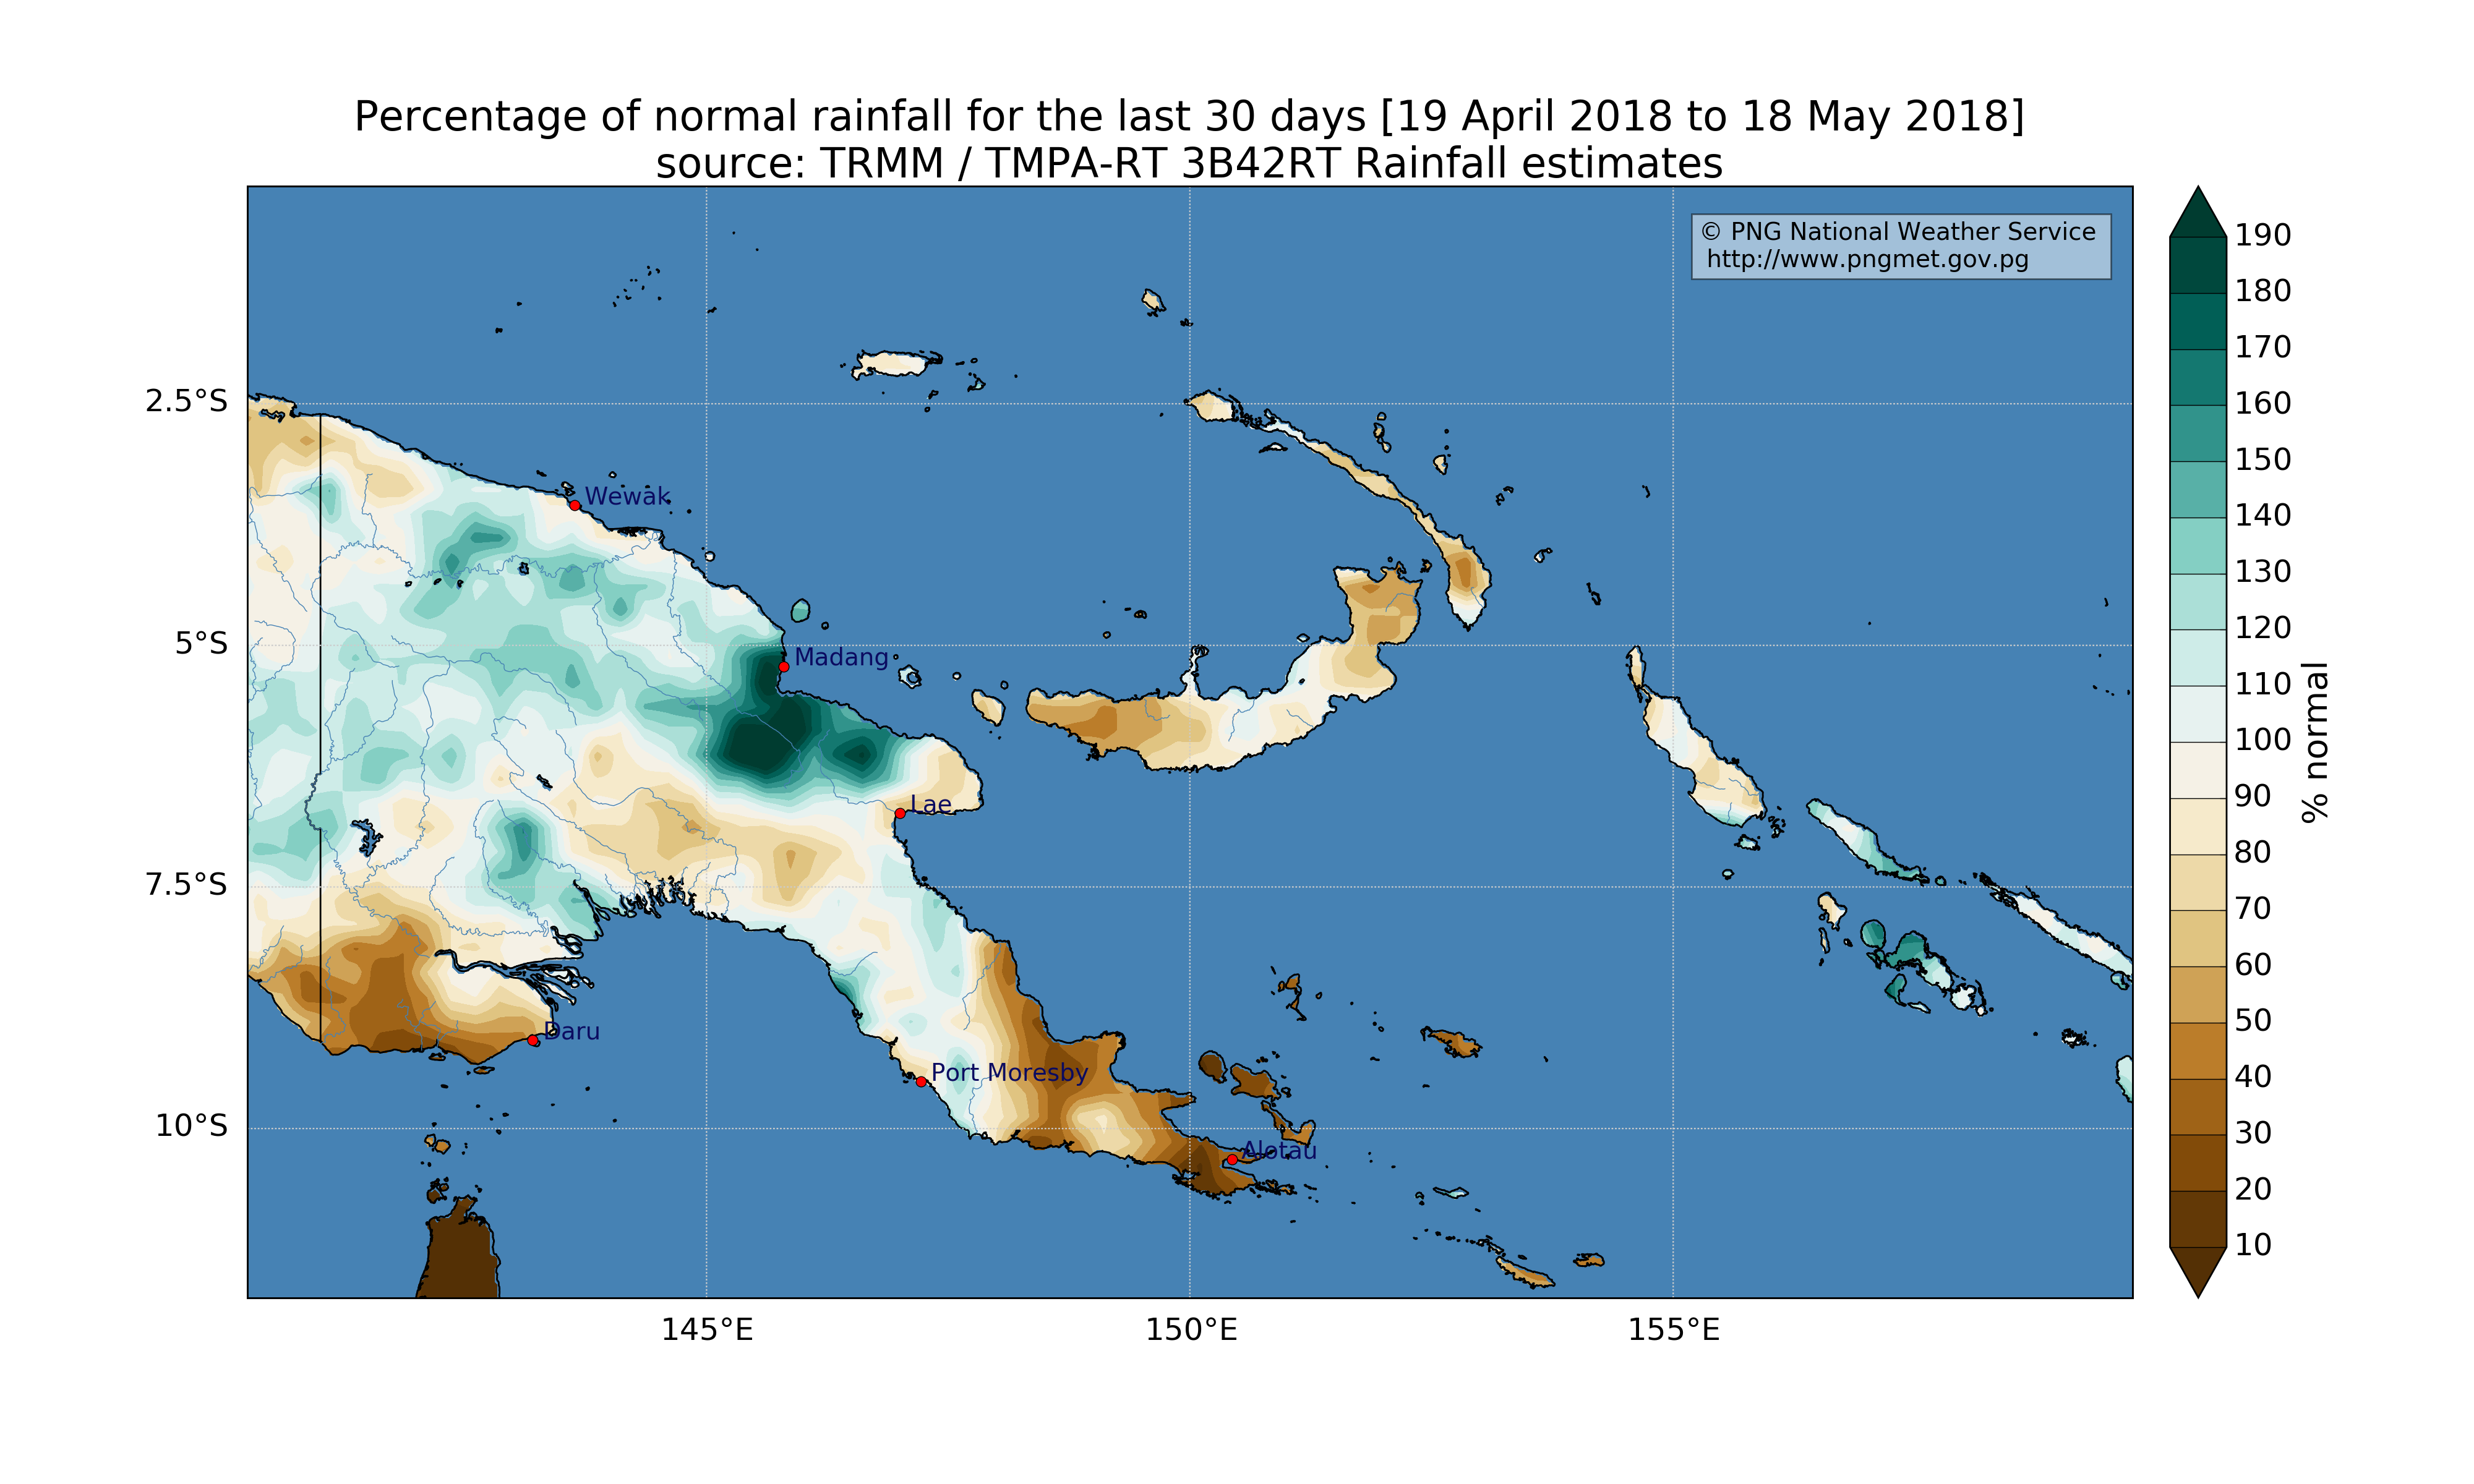 Percentage of normal rainfall for the last 30 days [19 April 2018 to 18 May 2018]
source: TRMM / TMPA-RT 3B42RT Rainfall estimates
© PNG National Weather Service
http://www.pngmet.gov.pg
2.5°S
5°S
7.5°S
10°S
Wewak
Madang
Lae
Daru
Port Moresby
Alotau
145°E
150°E
155°E
190
180
170
160
150
140
130
120
110
100
90
80
70
60
50
40
30
20
10
% normal